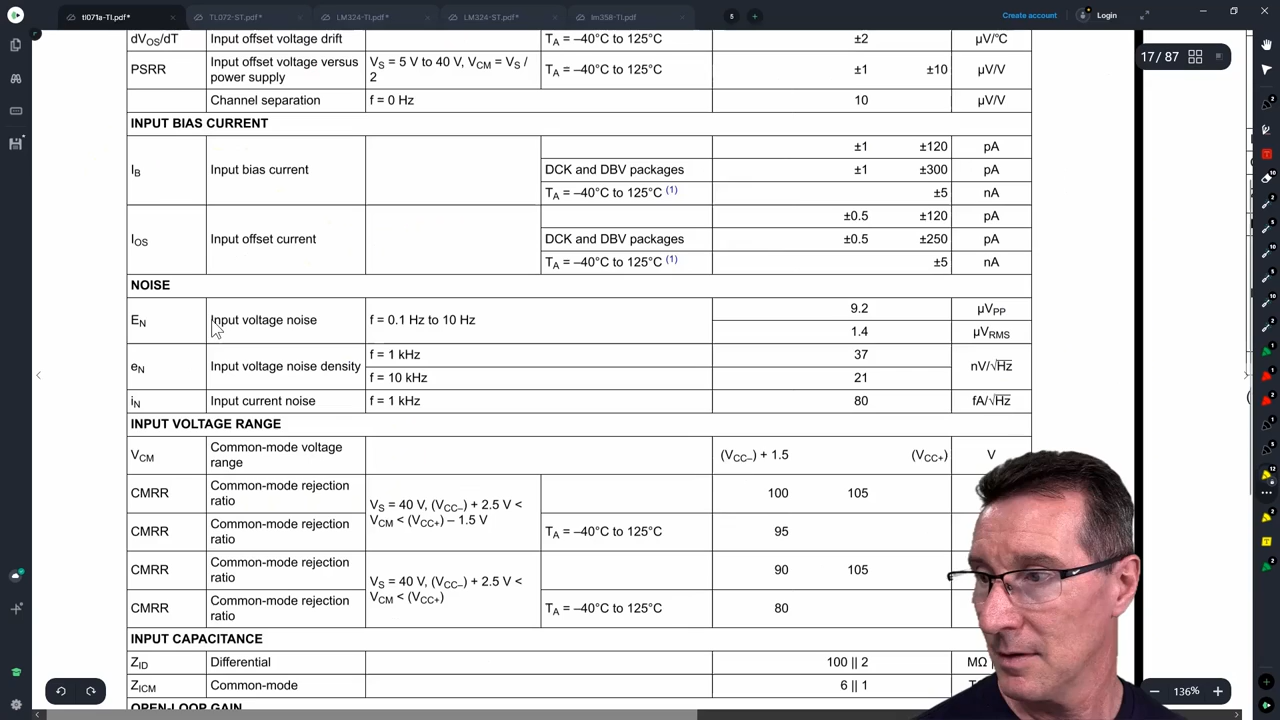 tl071a-TI.pdf*
TL072-ST.pdf*
LM324-TI.pdf*
LM324-ST.pdf*
lm358-TI.pdf
5
Create account
Login
17 / 87
dVOS/dT Input offset voltage drift TA = –40°C to 125°C ±2 µV/°C
PSRR Input offset voltage versus power supply VS = 5 V to 40 V, VCM = VS / 2 TA = –40°C to 125°C ±1 ±10 µV/V
Channel separation f = 0 Hz 10 µV/V
INPUT BIAS CURRENT
IB Input bias current ±1 ±120 pA
DCK and DBV packages ±1 ±300 pA
TA = –40°C to 125°C (1) ±5 nA
IOS Input offset current ±0.5 ±120 pA
DCK and DBV packages ±0.5 ±250 pA
TA = –40°C to 125°C (1) ±5 nA
NOISE
EN Input voltage noise f = 0.1 Hz to 10 Hz 9.2 µVPP
1.4 µVRMS
eN Input voltage noise density f = 1 kHz 37 nV/√Hz
f = 10 kHz 21
iN Input current noise f = 1 kHz 80 fA/√Hz
INPUT VOLTAGE RANGE
VCM Common-mode voltage range (VCC–) + 1.5 (VCC+) V
CMRR Common-mode rejection ratio VS = 40 V, (VCC–) + 2.5 V < VCM < (VCC+) – 1.5 V 100 105
CMRR Common-mode rejection ratio TA = –40°C to 125°C 95
CMRR Common-mode rejection ratio VS = 40 V, (VCC–) + 2.5 V < VCM < (VCC+) 90 105
CMRR Common-mode rejection ratio TA = –40°C to 125°C 80
INPUT CAPACITANCE
ZID Differential 100 || 2 MΩ
ZICM Common-mode 6 || 1
OPEN-LOOP GAIN
136%